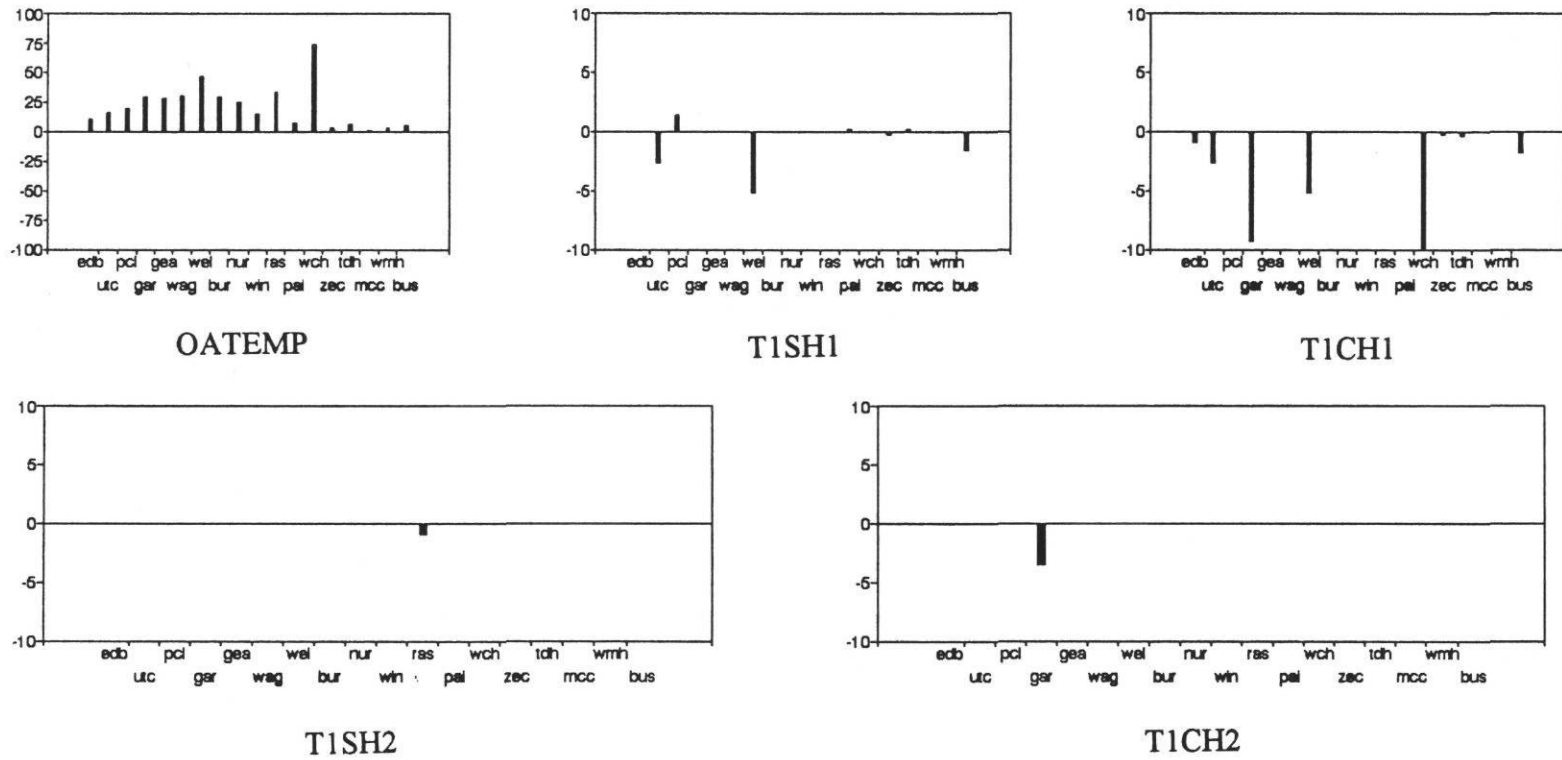 100
75
50
25
0
-25
-50
-75
-100
edb pcl gea wel nur ras wch tdh wmh
utc gar wag bur win pal zec mcc bus
OATEMP
10
5
0
-5
-10
edb pcl gea wel nur ras wch tdh wmh
utc gar wag bur win pal zec mcc bus
T1SH1
10
5
0
-5
-10
edb pcl gea wel nur ras wch tdh wmh
utc gar wag bur win pal zec mcc bus
T1CH1
10
5
0
-5
-10
edb pcl gea wel nur ras wch tdh wmh
utc gar wag bur win pal zec mcc bus
T1SH2
10
5
0
-5
-10
edb pcl gea wel nur ras wch tdh wmh
utc gar wag bur win pal zec mcc bus
T1CH2